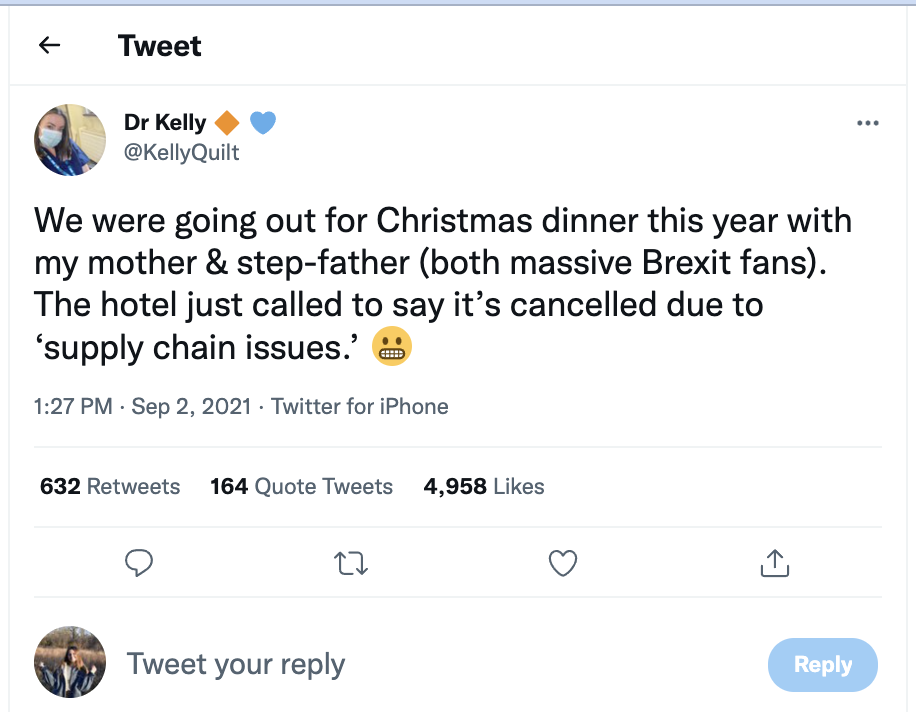 Tweet
Dr Kelly 🔶 💙
@KellyQuilt
We were going out for Christmas dinner this year with
my mother & step-father (both massive Brexit fans).
The hotel just called to say it’s cancelled due to
‘supply chain issues.’ 😬
1:27 PM · Sep 2, 2021 · Twitter for iPhone
632 Retweets 164 Quote Tweets 4,958 Likes
Tweet your reply
Reply